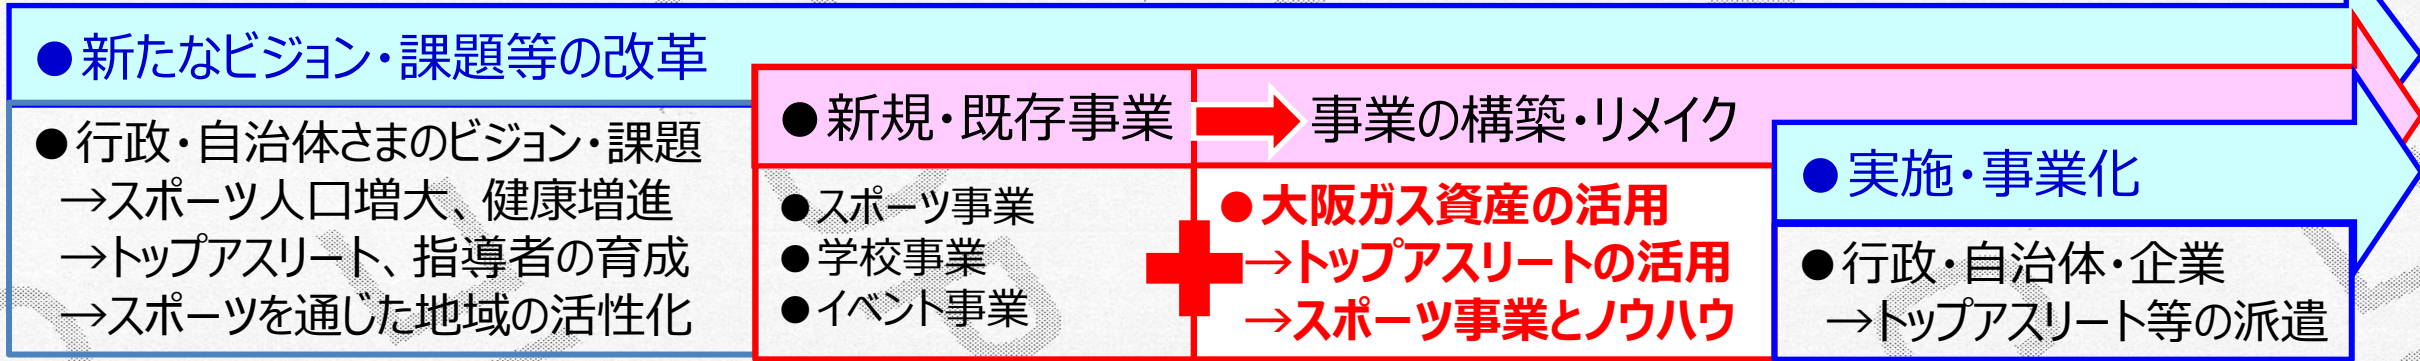 ●新たなビジョン・課題等の改革
●行政・自治体さまのビジョン・課題
→スポーツ人口増大、健康増進
→トップアスリート、指導者の育成
→スポーツを通じた地域の活性化
●新規・既存事業
事業の構築・リメイク
●スポーツ事業
●学校事業
●イベント事業
●大阪ガス資産の活用
→トップアスリートの活用
→スポーツ事業とノウハウ
●実施・事業化
●行政・自治体・企業
→トップアスリート等の派遣